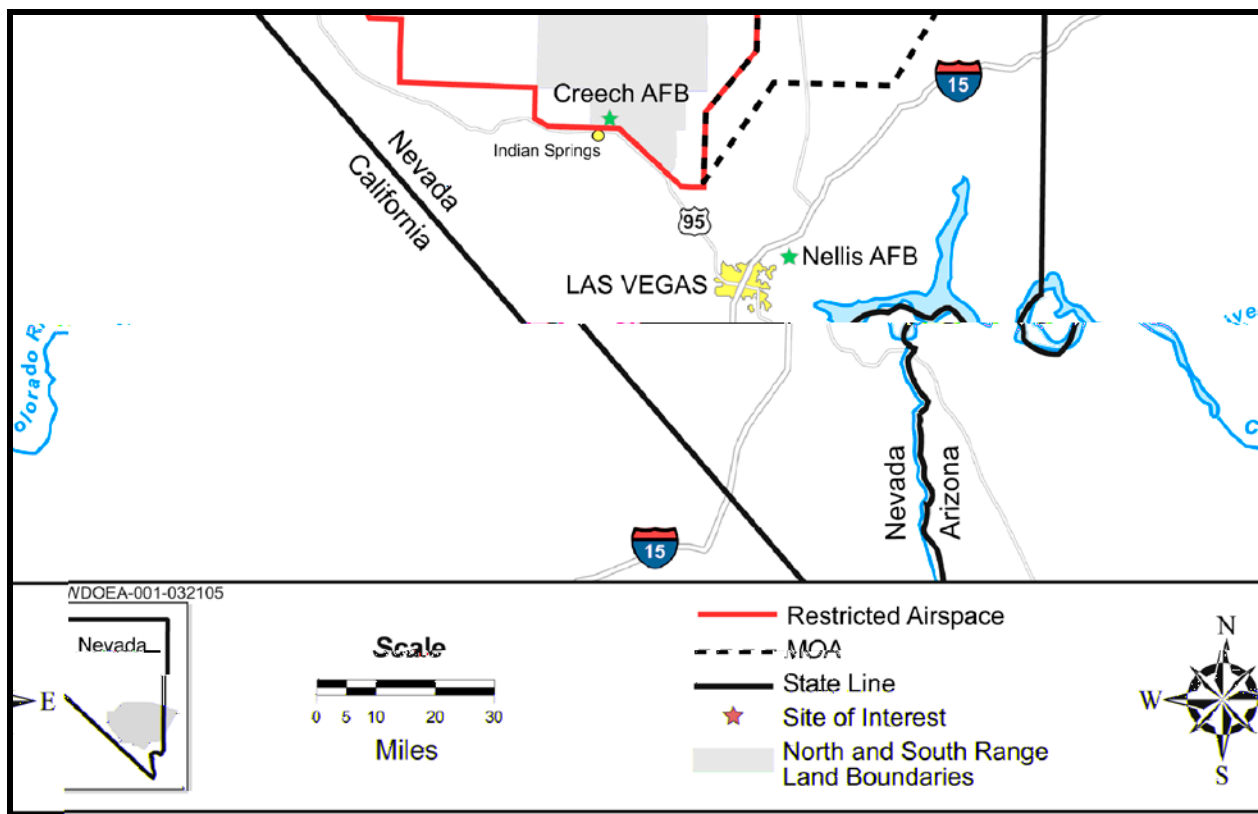 15
Creech AFB
Indian Springs
Nevada
California
95
Nellis AFB
LAS VEGAS
olorado R
ve
C
Nevada
Arizona
15
WDOEA-001-032105
Nevada
E
Scale
0 5 10 20 30
Miles
Restricted Airspace
MOA
State Line
Site of Interest
North and South Range
Land Boundaries
N
W
S